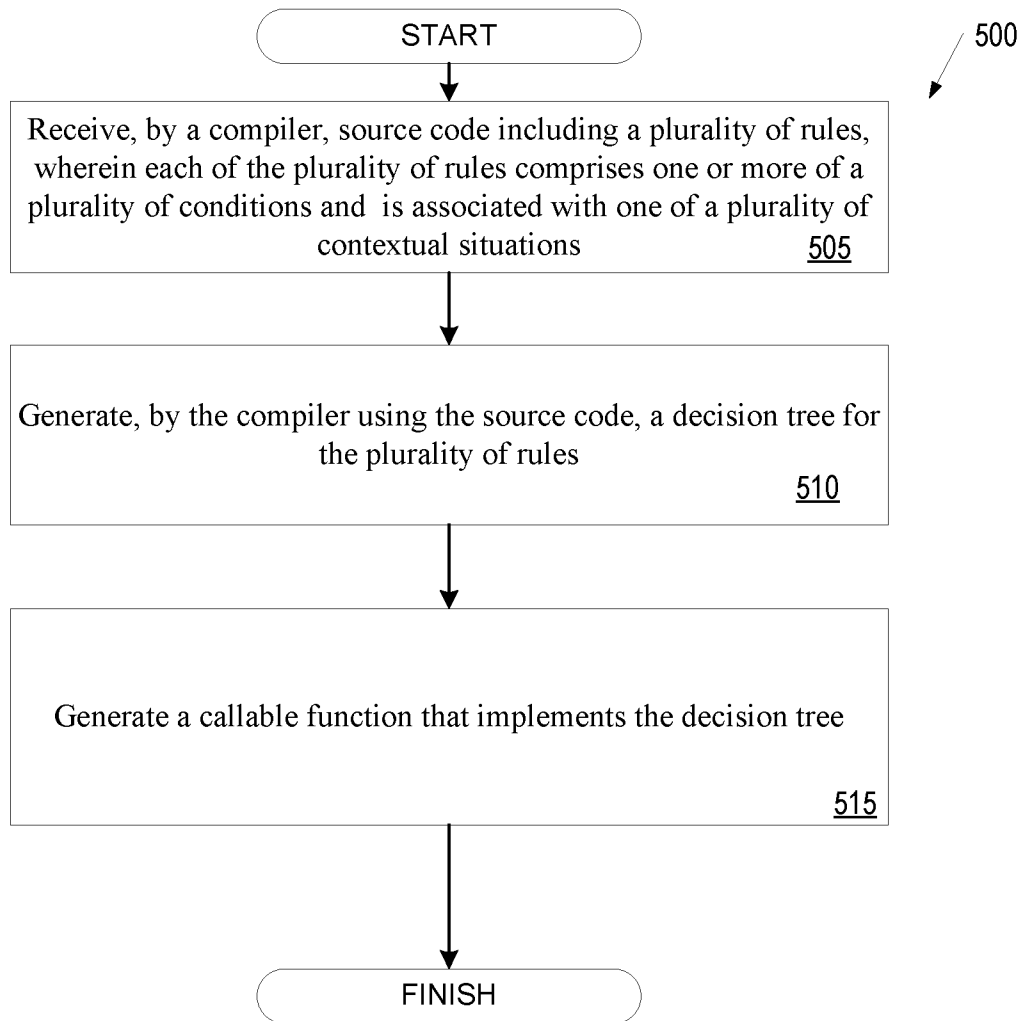 START
500
Receive, by a compiler, source code including a plurality of rules,
wherein each of the plurality of rules comprises one or more of a
plurality of conditions and is associated with one of a plurality of
contextual situations
505
Generate, by the compiler using the source code, a decision tree for
the plurality of rules
510
Generate a callable function that implements the decision tree
515
FINISH